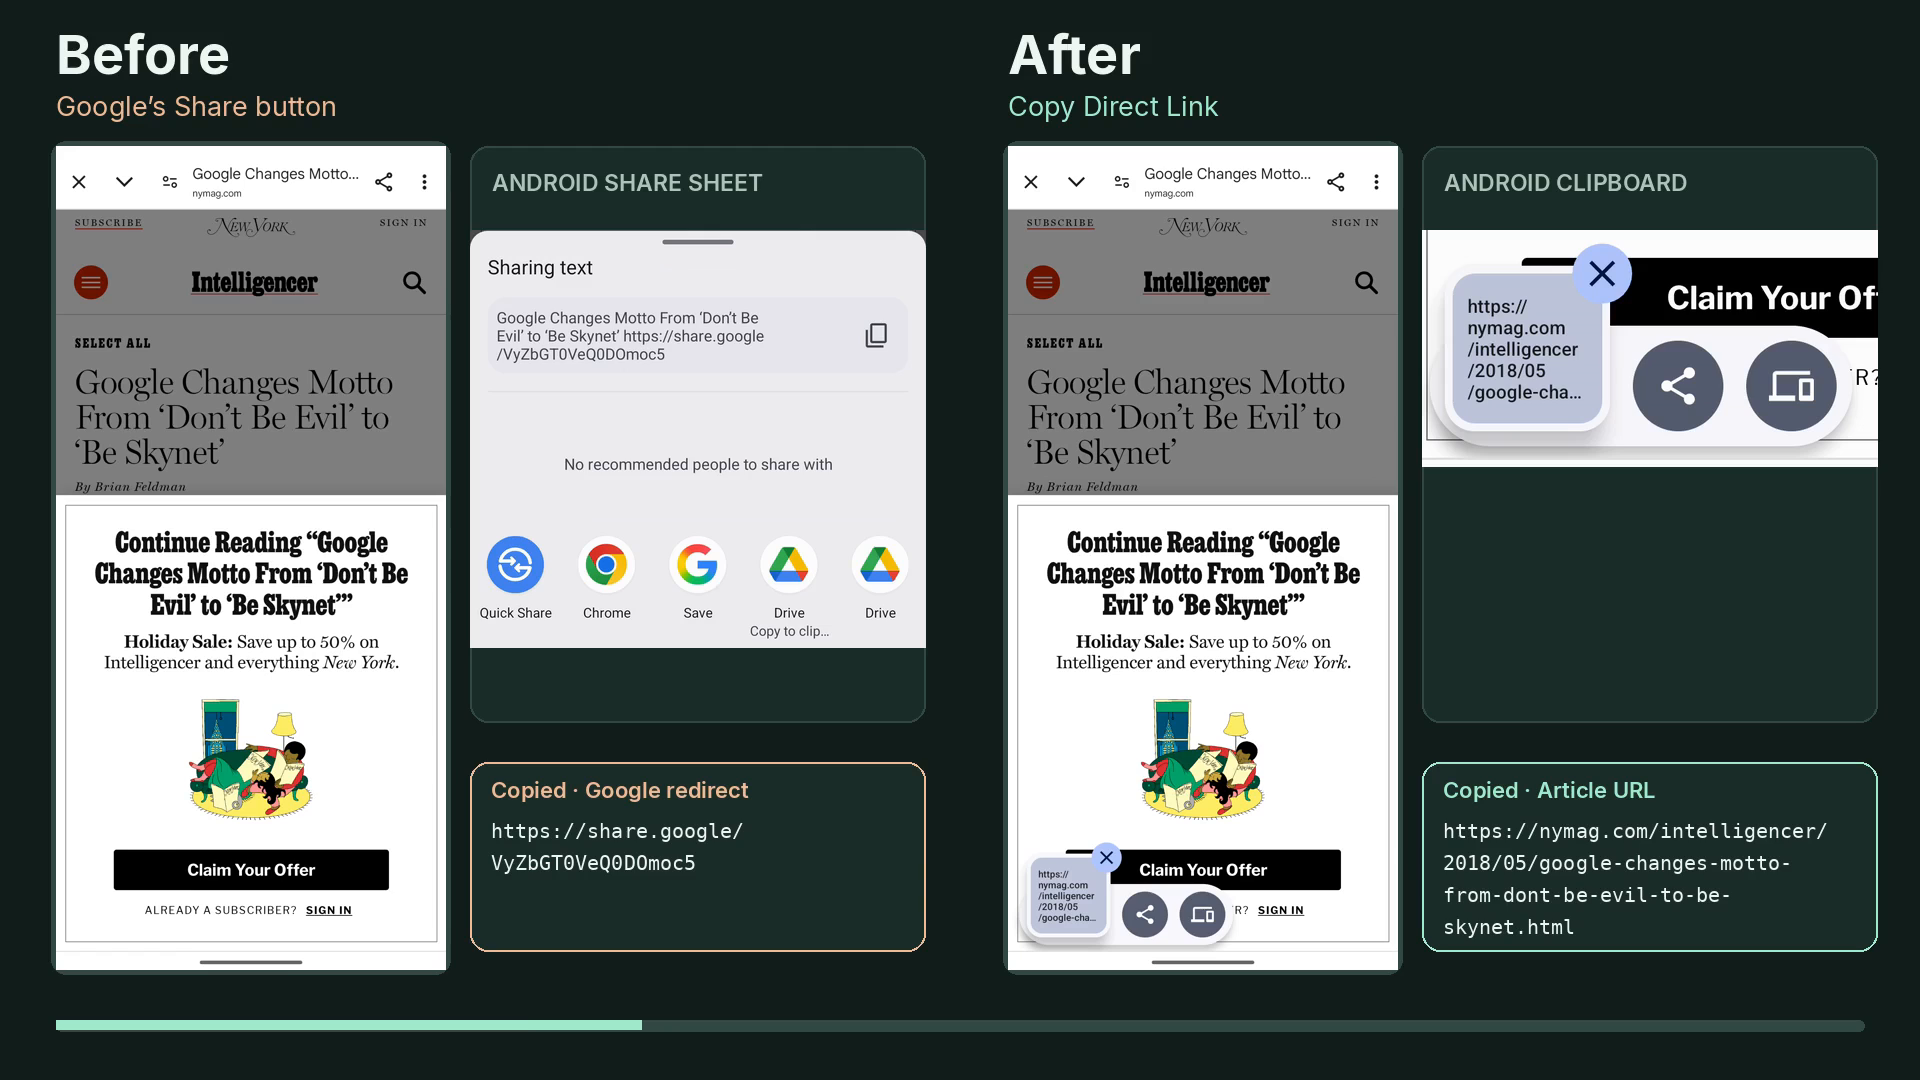 Before
Google’s Share button
Google Changes Motto...
nymag.com
SUBSCRIBE
NEW YORK
SIGN IN
Intelligencer
SELECT ALL
Google Changes Motto
From ‘Don’t Be Evil’ to
‘Be Skynet’
By Brian Feldman
Continue Reading “Google
Changes Motto From ‘Don’t Be
Evil’ to ‘Be Skynet’”
Holiday Sale: Save up to 50% on
Intelligencer and everything New York.
Claim Your Offer
ALREADY A SUBSCRIBER? SIGN IN
ANDROID SHARE SHEET
Sharing text
Google Changes Motto From ‘Don’t Be
Evil’ to ‘Be Skynet’ https://share.google
/VyZbGT0VeQ0DOmoc5
No recommended people to share with
Quick Share
Chrome
Save
Drive
Copy to clip...
Drive
Copied · Google redirect
https://share.google/
VyZbGT0VeQ0DOmoc5
After
Copy Direct Link
Google Changes Motto...
nymag.com
SUBSCRIBE
NEW YORK
SIGN IN
Intelligencer
SELECT ALL
Google Changes Motto
From ‘Don’t Be Evil’ to
‘Be Skynet’
By Brian Feldman
Continue Reading “Google
Changes Motto From ‘Don’t Be
Evil’ to ‘Be Skynet’”
Holiday Sale: Save up to 50% on
Intelligencer and everything New York.
Claim Your Offer
https://
nymag.com
/intelligencer
/2018/05
/google-cha...
R? SIGN IN
ANDROID CLIPBOARD
Claim Your Of
https://
nymag.com
/intelligencer
/2018/05
/google-cha...
R?
Copied · Article URL
https://nymag.com/intelligencer/
2018/05/google-changes-motto-
from-dont-be-evil-to-be-
skynet.html